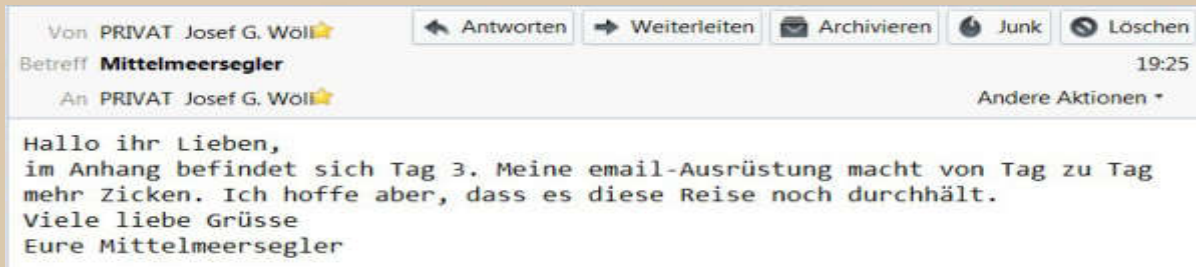 Von PRIVAT Josef G. Wöll Antworten Weiterleiten Archivieren Junk Löschen
Betreff Mittelmeersegler 19:25
An PRIVAT Josef G. Wöll Andere Aktionen
Hallo ihr Lieben,
im Anhang befindet sich Tag 3. Meine email-Ausrüstung macht von Tag zu Tag
mehr Zicken. Ich hoffe aber, dass es diese Reise noch durchhält.
Viele liebe Grüsse
Eure Mittelmeersegler